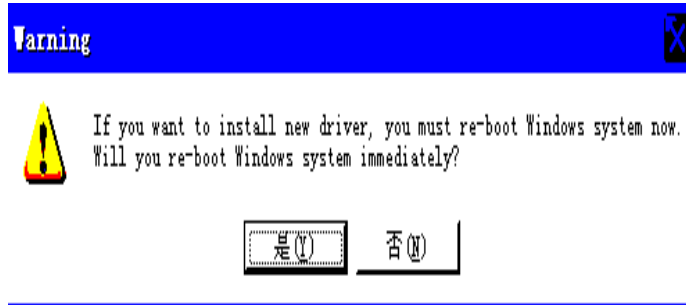 Warning
If you want to install new driver, you must re-boot Windows system now.
Will you re-boot Windows system immediately?
是(Y) 否(N)